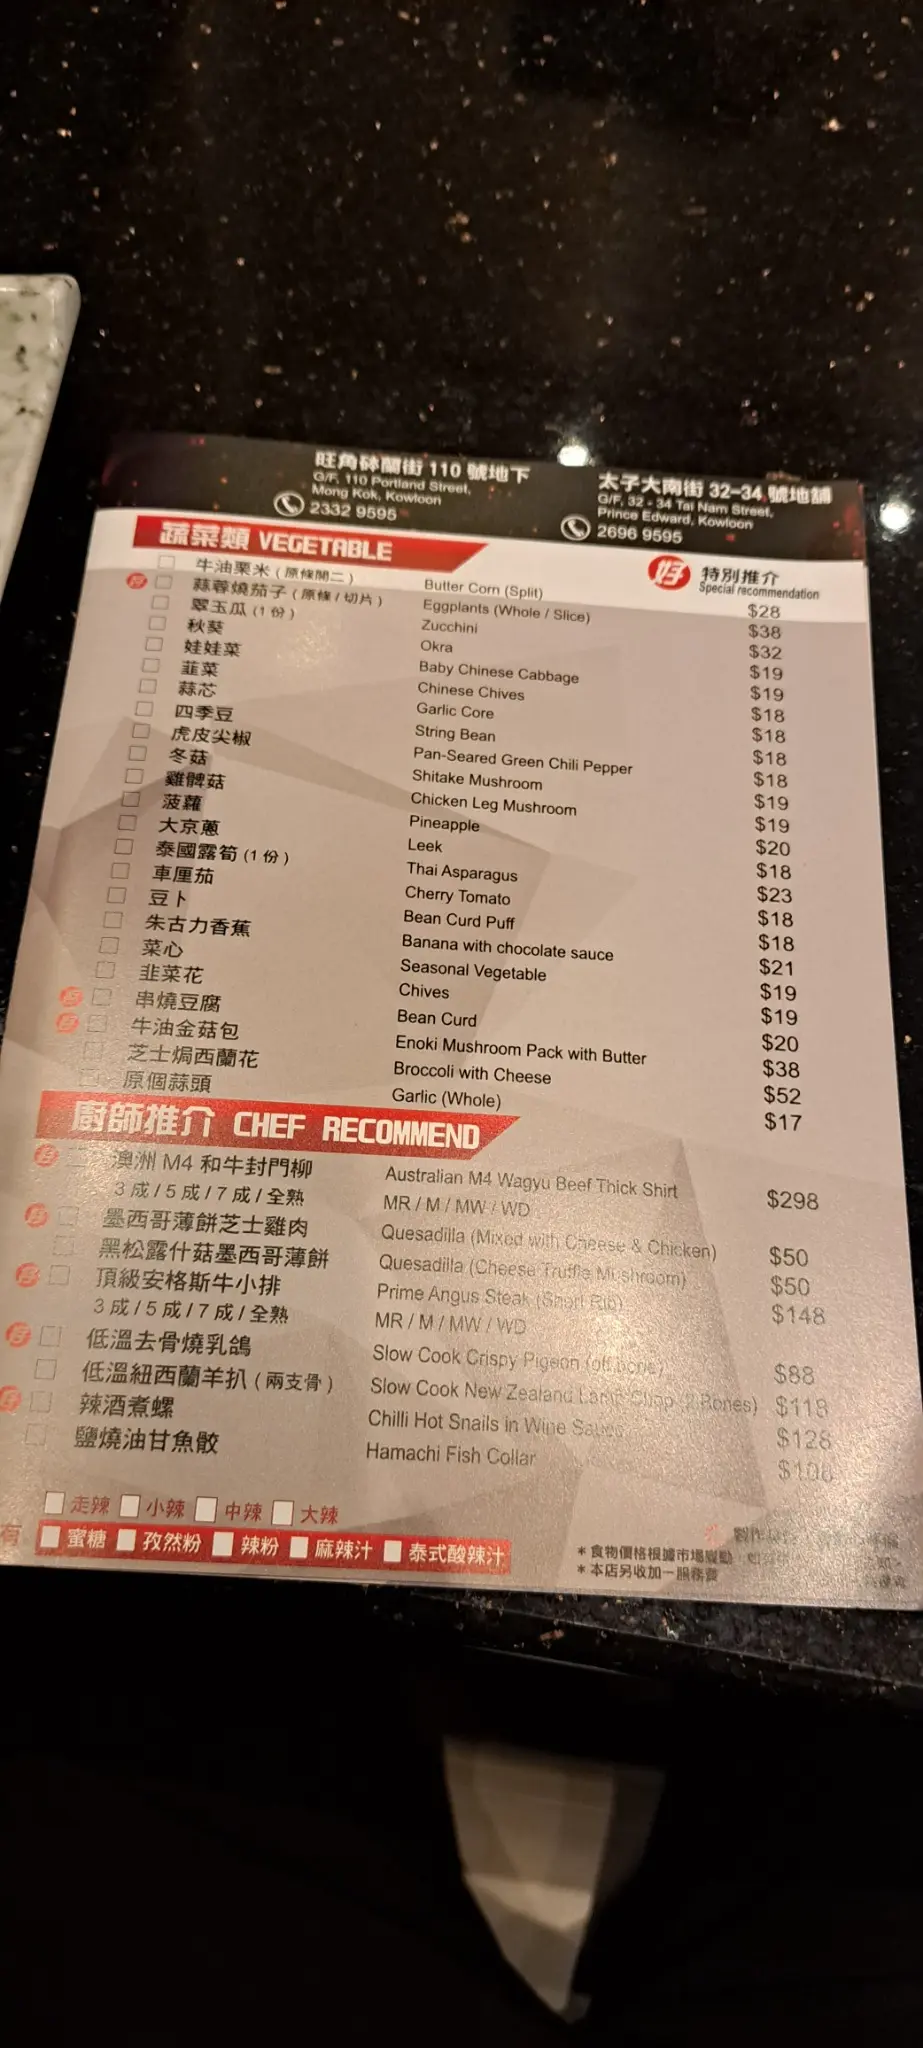 旺角砵蘭街 110 號地下
G/F, 110 Portland Street,
Mong Kok, Kowloon
2332 9595
太子大南街 32-34 號地舖
G/F, 32 - 34 Tai Nam Street,
Prince Edward, Kowloon
2696 9595
蔬菜類 VEGETABLE
好 特別推介
Special recommendation
牛油粟米 (原條開二) Butter Corn (Split) $28
蒜蓉燒茄子 (原條 / 切片) Eggplants (Whole / Slice) $38
翠玉瓜 (1 份) Zucchini $32
秋葵 Okra $19
娃娃菜 Baby Chinese Cabbage $19
韮菜 Chinese Chives $18
蒜芯 Garlic Core $18
四季豆 String Bean $18
虎皮尖椒 Pan-Seared Green Chili Pepper $18
冬菇 Shitake Mushroom $19
雞髀菇 Chicken Leg Mushroom $19
菠蘿 Pineapple $20
大京蔥 Leek $18
泰國露筍 (1 份) Thai Asparagus $23
車厘茄 Cherry Tomato $18
豆卜 Bean Curd Puff $18
朱古力香蕉 Banana with chocolate sauce $21
菜心 Seasonal Vegetable $19
韭菜花 Chives $19
串燒豆腐 Bean Curd $20
牛油金菇包 Enoki Mushroom Pack with Butter $38
芝士焗西蘭花 Broccoli with Cheese $52
原個蒜頭 Garlic (Whole) $17
廚師推介 CHEF RECOMMEND
澳洲 M4 和牛封門柳 Australian M4 Wagyu Beef Thick Shirt $298
3 成 / 5 成 / 7 成 / 全熟 MR / M / MW / WD
墨西哥薄餅芝士雞肉 Quesadilla (Mixed with Cheese & Chicken) $50
黑松露什菇墨西哥薄餅 Quesadilla (Cheese Truffle Mushroom) $50
頂級安格斯牛小排 Prime Angus Steak (Short Rib) $148
3 成 / 5 成 / 7 成 / 全熟 MR / M / MW / WD
低溫去骨燒乳鴿 Slow Cook Crispy Pigeon (off bone) $88
低溫紐西蘭羊扒 (兩支骨) Slow Cook New Zealand Lamb Chop (2 Bones) $118
辣酒煮螺 Chilli Hot Snails in Wine Sauce $128
鹽燒油甘魚骹 Hamachi Fish Collar $108
走辣 小辣 中辣 大辣
有 蜜糖 孜然粉 辣粉 麻辣汁 泰式酸辣汁
製作
* 食物價格根據市場變動
* 本店另收加一服務費